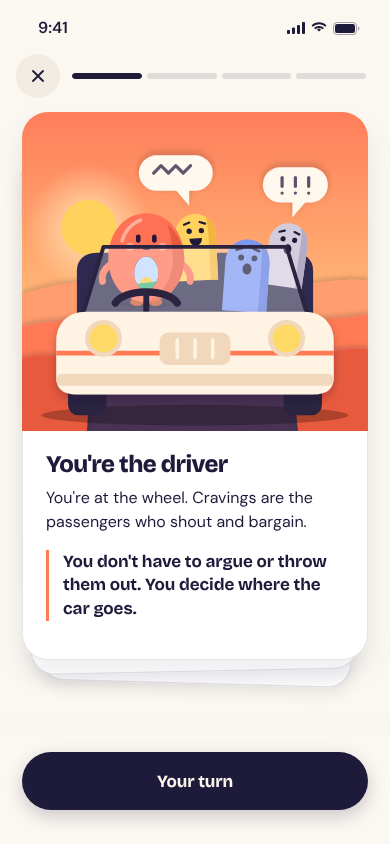 9:41
! ! !
You're the driver
You're at the wheel. Cravings are the
passengers who shout and bargain.
You don't have to argue or throw
them out. You decide where the
car goes.
Your turn